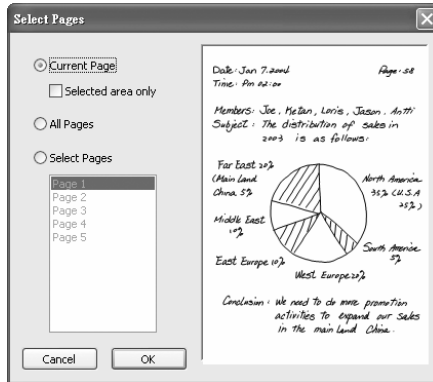 Select Pages
Current Page
Selected area only
All Pages
Select Pages
Page 1
Page 2
Page 3
Page 4
Page 5
Cancel
OK
Date: Jan 7.2004 Page: 58
Time: Pm 02:00
Members: Joe, Ketan, Loris, Jason, Antti
Subject: The distribution of sales in
2003 is as follows:
Far East 20%
(Main Land
China 5%
North America
35% (U.S.A
25%)
Middle East
10%
South America
5%
East Europe 10%
West Europe 20%
Conclusion: We need to do more promotion
activities to expand our sales
in the main land China.